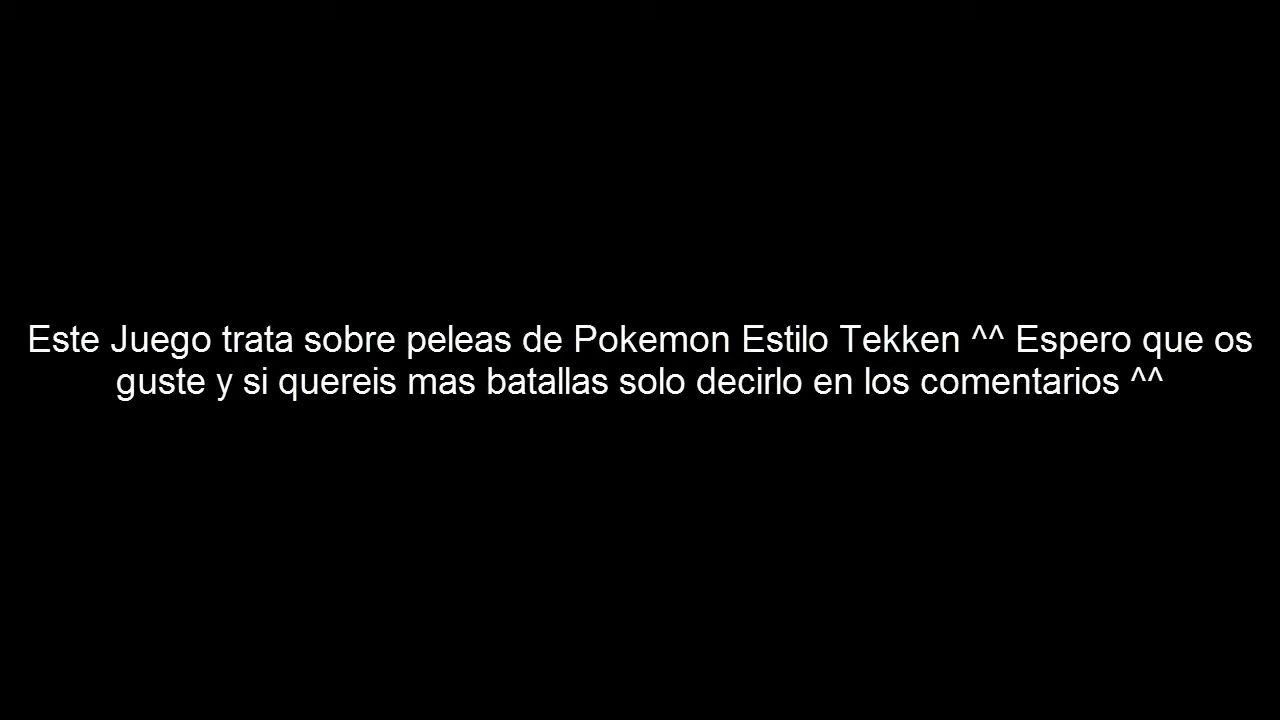 Este Juego trata sobre peleas de Pokemon Estilo Tekken ^^ Espero que os
guste y si quereis mas batallas solo decirlo en los comentarios ^^